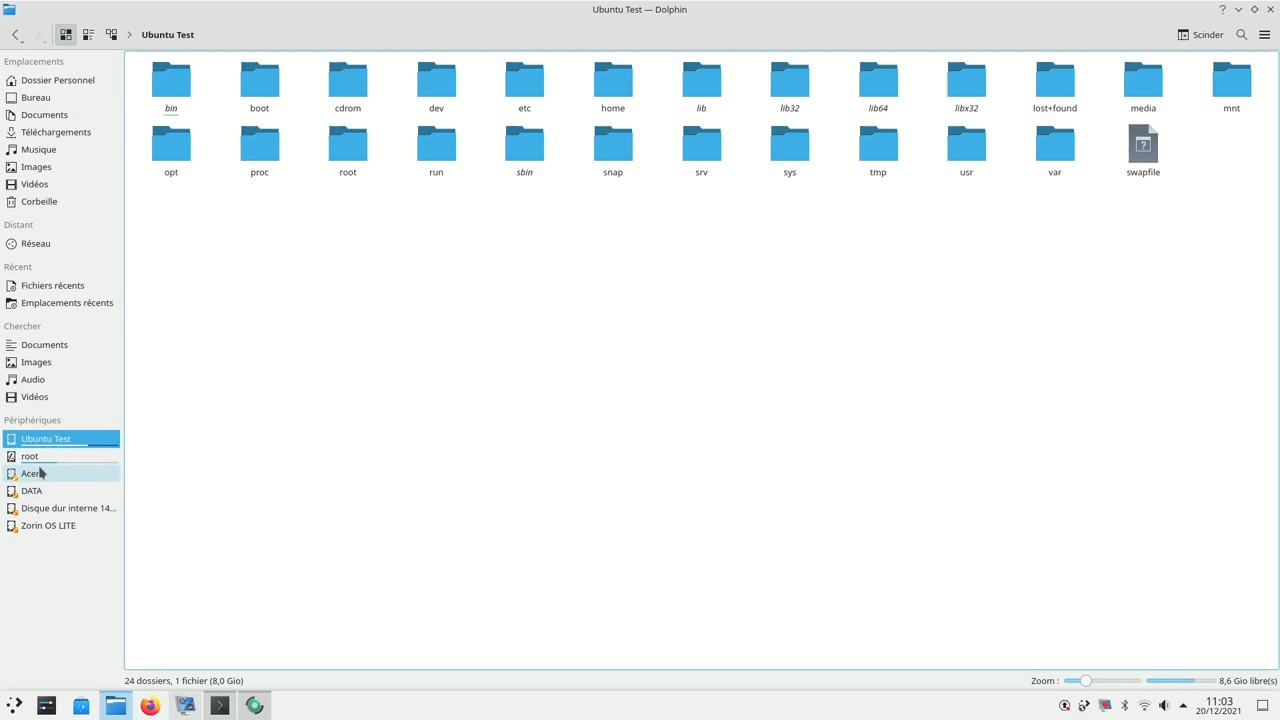 Ubuntu Test — Dolphin
Ubuntu Test
Scinder
Emplacements
Dossier Personnel
Bureau
Documents
Téléchargements
Musique
Images
Vidéos
Corbeille
Distant
Réseau
Récent
Fichiers récents
Emplacements récents
Chercher
Documents
Images
Audio
Vidéos
Périphériques
Ubuntu Test
root
Acer
DATA
Disque dur interne 14...
Zorin OS LITE
bin boot cdrom dev etc home lib lib32 lib64 libx32 lost+found media mnt
opt proc root run sbin snap srv sys tmp usr var swapfile
24 dossiers, 1 fichier (8,0 Gio)
Zoom : 8,6 Gio libre(s)
11:03
20/12/2021